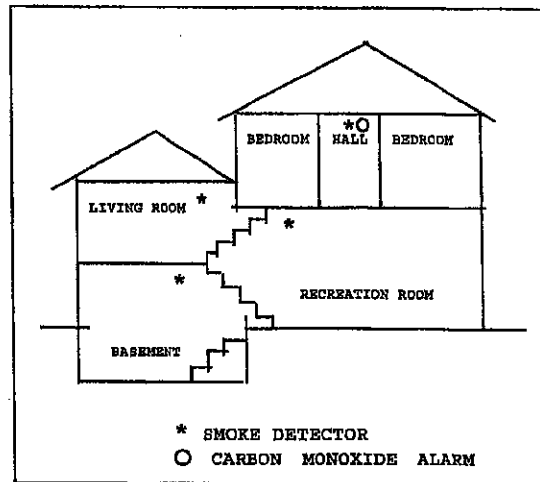 BEDROOM HALL BEDROOM
LIVING ROOM *
RECREATION ROOM
BASEMENT
* SMOKE DETECTOR
O CARBON MONOXIDE ALARM